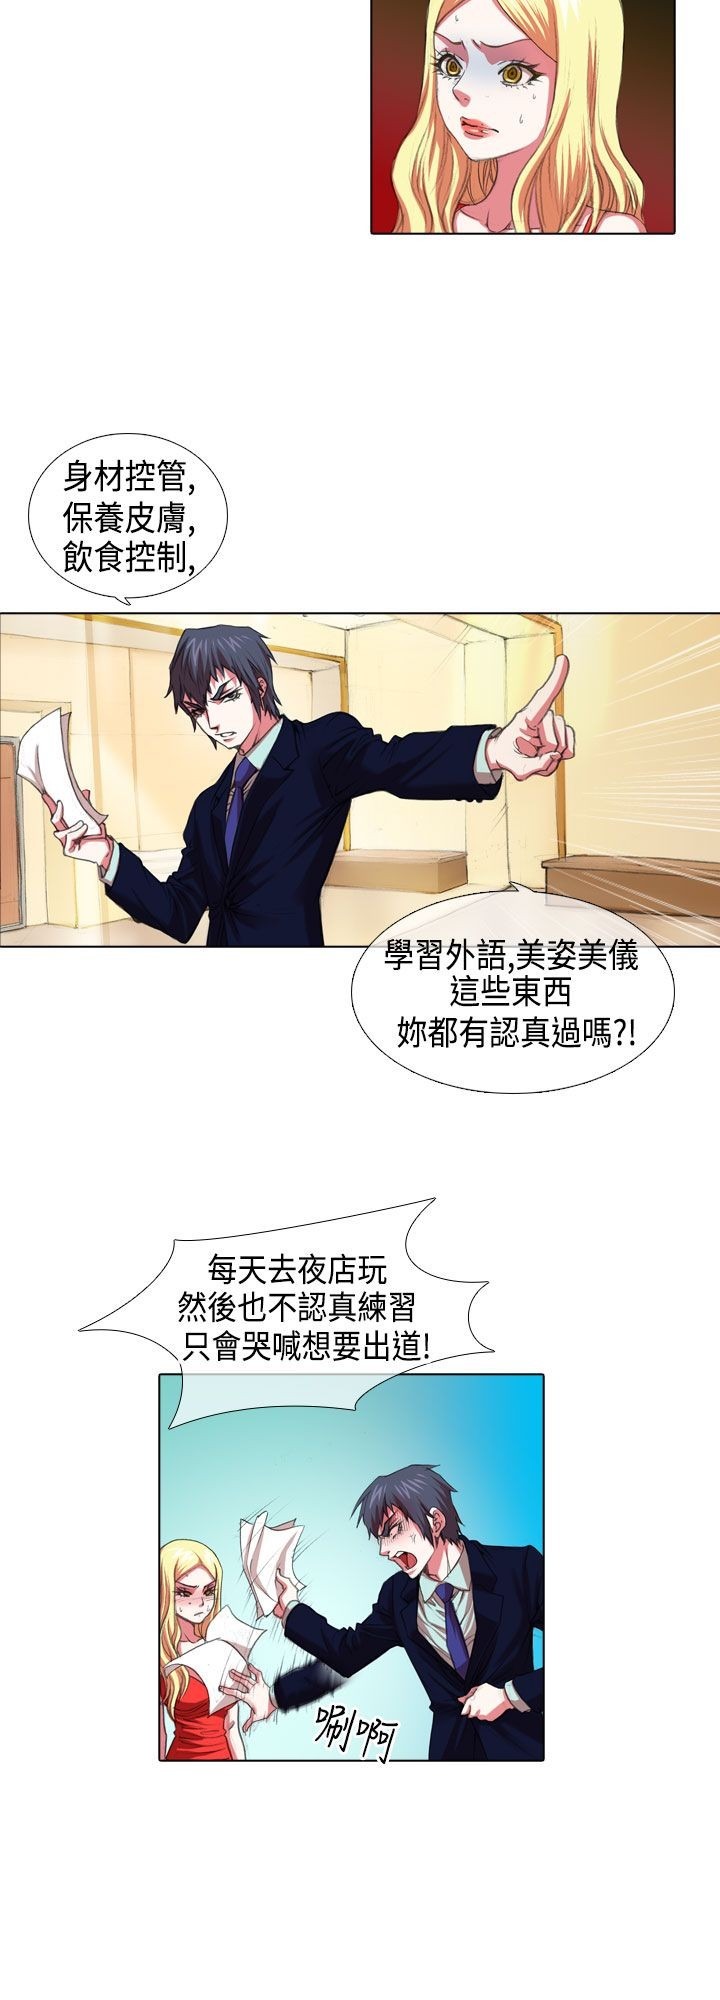 身材控管,
保養皮膚,
飲食控制,
學習外語,美姿美儀
這些東西
妳都有認真過嗎?!
每天去夜店玩
然後也不認真練習
只會哭喊想要出道!
唰啊